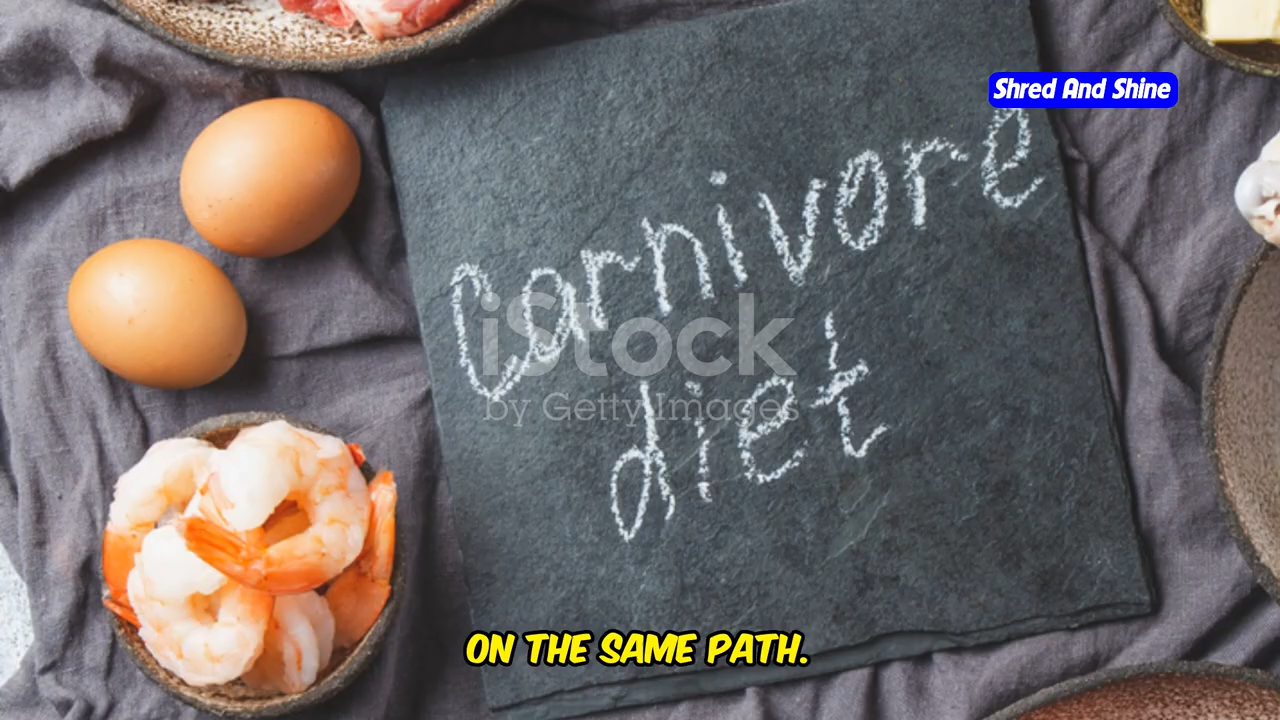 Shred And Shine
Carnivore
diet
iStock
by Getty Images
ON THE SAME PATH.